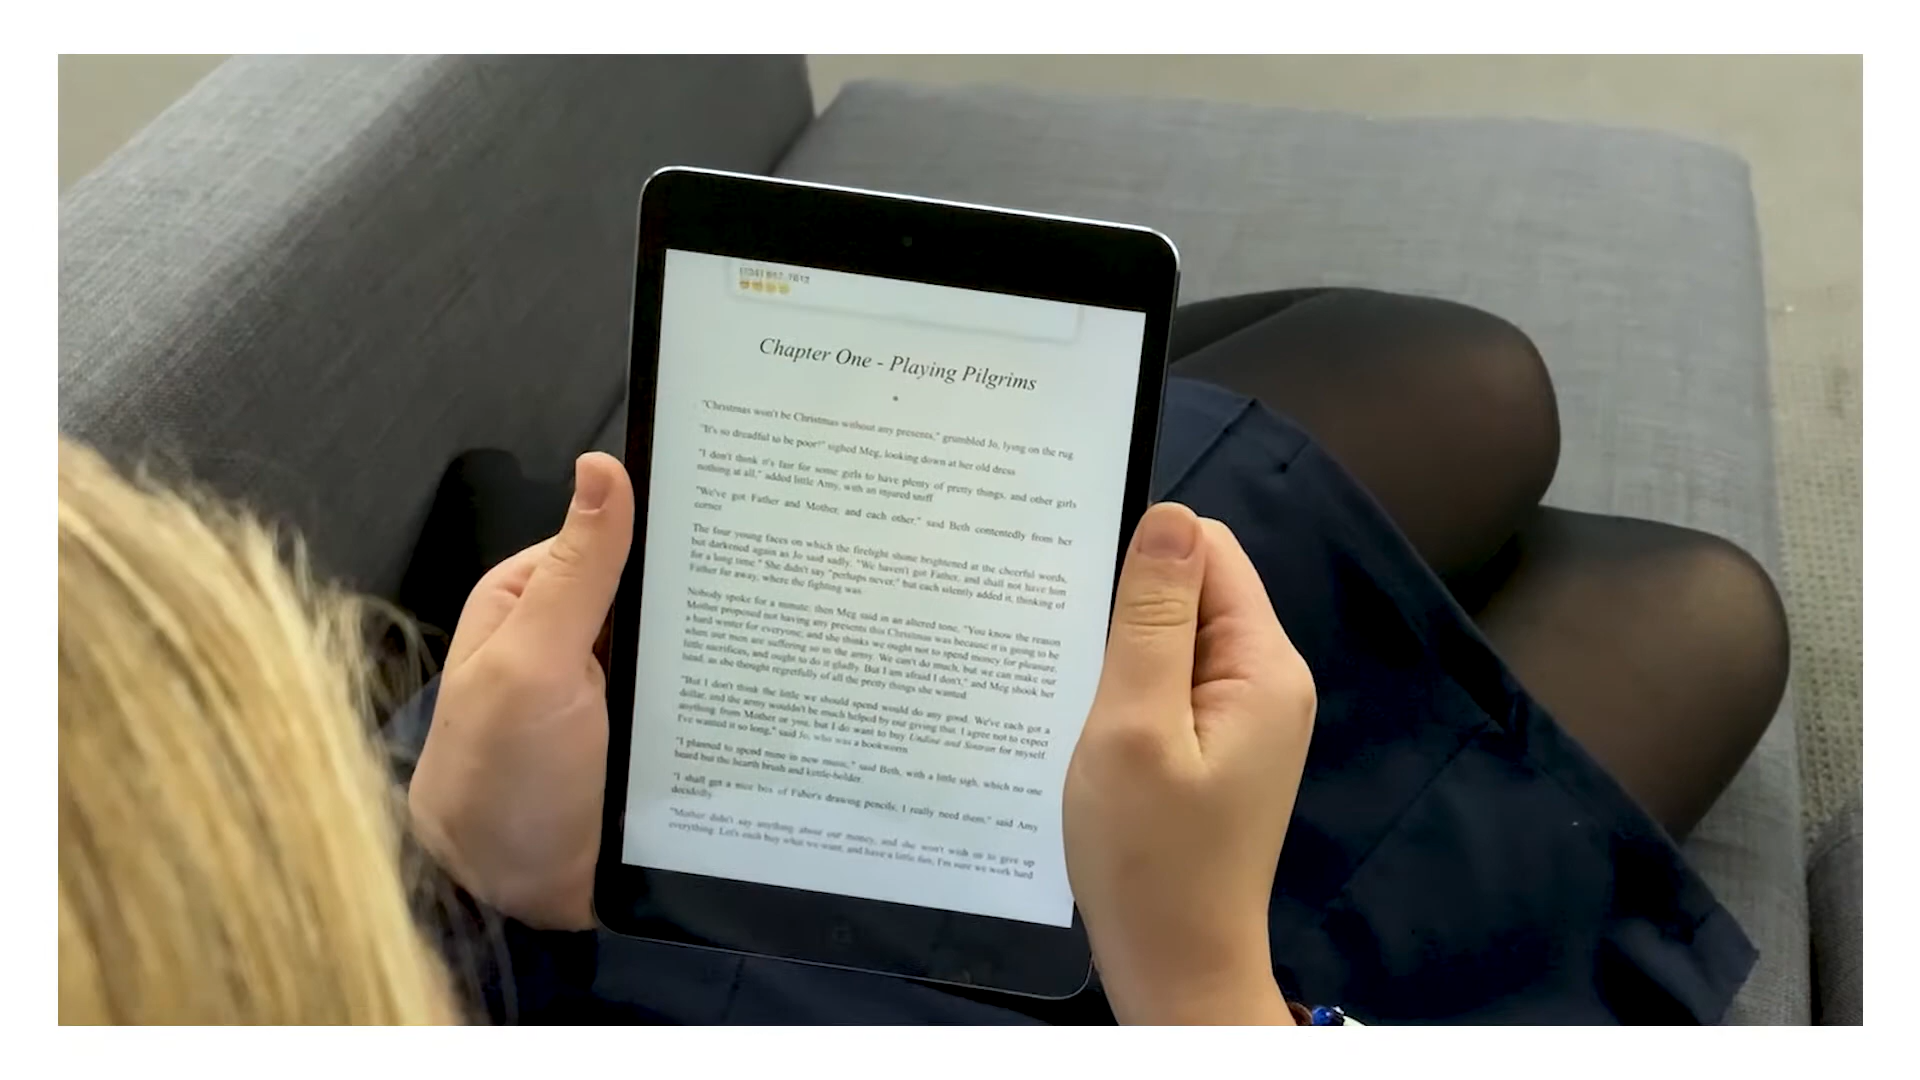 Chapter One - Playing Pilgrims
"Christmas won't be Christmas without any presents," grumbled Jo, lying on the rug
"It's so dreadful to be poor!" sighed Meg, looking down at her old dress
"I don't think it's fair for some girls to have plenty of pretty things, and other girls
nothing at all," added little Amy, with an injured sniff
"We've got Father and Mother, and each other," said Beth contentedly from her
corner
The four young faces on which the firelight shone brightened at the cheerful words,
but darkened again as Jo said sadly, "We haven't got Father, and shall not have him
for a long time." She didn't say "perhaps never," but each silently added it, thinking of
Father far away, where the fighting was
Nobody spoke for a minute; then Meg said in an altered tone, "You know the reason
Mother proposed not having any presents this Christmas was because it is going to be
a hard winter for everyone; and she thinks we ought not to spend money for pleasure,
when our men are suffering so in the army. We can't do much, but we can make our
little sacrifices, and ought to do it gladly. But I am afraid I don't," and Meg shook her
head, as she thought regretfully of all the pretty things she wanted
"But I don't think the little we should spend would do any good. We've each got a
dollar, and the army wouldn't be much helped by our giving that. I agree not to expect
anything from Mother or you, but I do want to buy Undine and Sintran for myself
I've wanted it so long," said Jo, who was a bookworm
"I planned to spend mine in new music," said Beth, with a little sigh, which no one
heard but the hearth brush and kettle-holder.
"I shall get a nice box of Faber's drawing pencils; I really need them," said Amy
decidedly
"Mother didn't say anything about our money, and she won't wish us to give up
everything. Let's each buy what we want, and have a little fun; I'm sure we work hard